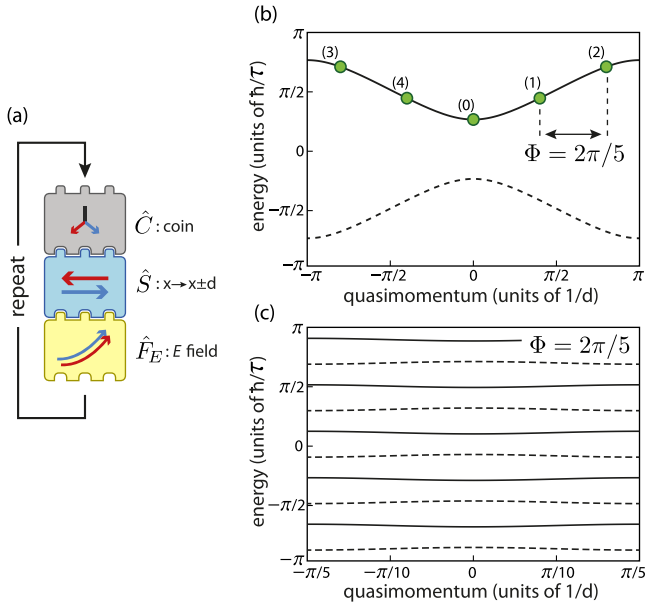 (a)
repeat
Ĉ : coin
Ŝ : x→x±d
F̂_E : E field
(b)
energy (units of ħ/τ)
π
π/2
0
−π/2
−π
(3)
(4)
(0)
(1)
(2)
Φ = 2π/5
−π
−π/2
0
π/2
π
quasimomentum (units of 1/d)
(c)
energy (units of ħ/τ)
π
π/2
0
−π/2
−π
Φ = 2π/5
−π/5
−π/10
0
π/10
π/5
quasimomentum (units of 1/d)